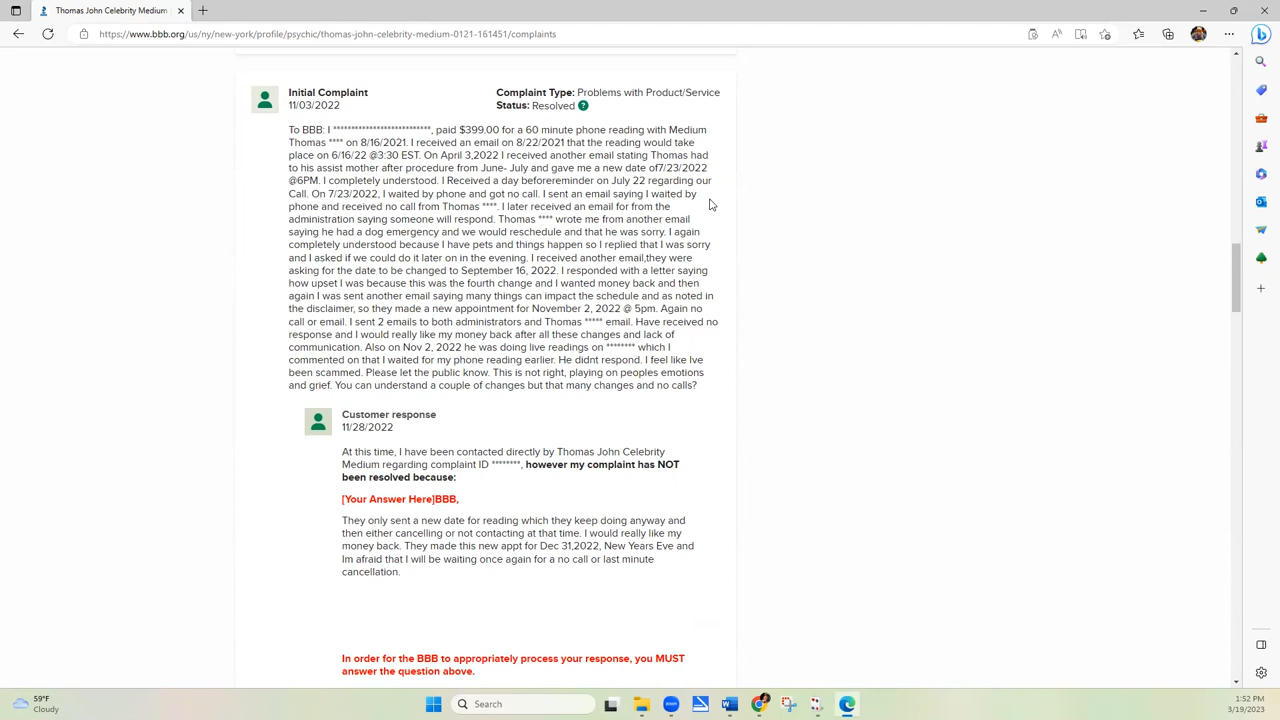 Thomas John Celebrity Medium
https://www.bbb.org/us/ny/new-york/profile/psychic/thomas-john-celebrity-medium-0121-161451/complaints
Initial Complaint
11/03/2022
Complaint Type: Problems with Product/Service
Status: Resolved ?
To BBB: I ***************************, paid $399.00 for a 60 minute phone reading with Medium
Thomas **** on 8/16/2021. I received an email on 8/22/2021 that the reading would take
place on 6/16/22 @3:30 EST. On April 3,2022 I received another email stating Thomas had
to his assist mother after procedure from June- July and gave me a new date of7/23/2022
@6PM. I completely understood. I Received a day beforereminder on July 22 regarding our
Call. On 7/23/2022, I waited by phone and got no call. I sent an email saying I waited by
phone and received no call from Thomas ****. I later received an email for from the
administration saying someone will respond. Thomas **** wrote me from another email
saying he had a dog emergency and we would reschedule and that he was sorry. I again
completely understood because I have pets and things happen so I replied that I was sorry
and I asked if we could do it later on in the evening. I received another email,they were
asking for the date to be changed to September 16, 2022. I responded with a letter saying
how upset I was because this was the fourth change and I wanted money back and then
again I was sent another email saying many things can impact the schedule and as noted in
the disclaimer, so they made a new appointment for November 2, 2022 @ 5pm. Again no
call or email. I sent 2 emails to both administrators and Thomas ***** email. Have received no
response and I would really like my money back after all these changes and lack of
communication. Also on Nov 2, 2022 he was doing live readings on ******** which I
commented on that I waited for my phone reading earlier. He didnt respond. I feel like Ive
been scammed. Please let the public know. This is not right, playing on peoples emotions
and grief. You can understand a couple of changes but that many changes and no calls?
Customer response
11/28/2022
At this time, I have been contacted directly by Thomas John Celebrity
Medium regarding complaint ID ********, however my complaint has NOT
been resolved because:
[Your Answer Here]BBB,
They only sent a new date for reading which they keep doing anyway and
then either cancelling or not contacting at that time. I would really like my
money back. They made this new appt for Dec 31,2022, New Years Eve and
Im afraid that I will be waiting once again for a no call or last minute
cancellation.
In order for the BBB to appropriately process your response, you MUST
answer the question above.
59°F
Cloudy
Search
1:52 PM
3/19/2023